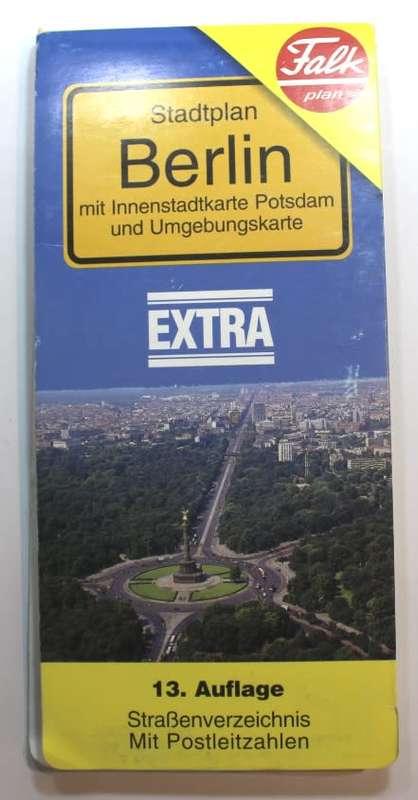 Falk
plan
Stadtplan
Berlin
mit Innenstadtkarte Potsdam
und Umgebungskarte
EXTRA
13. Auflage
Straßenverzeichnis
Mit Postleitzahlen